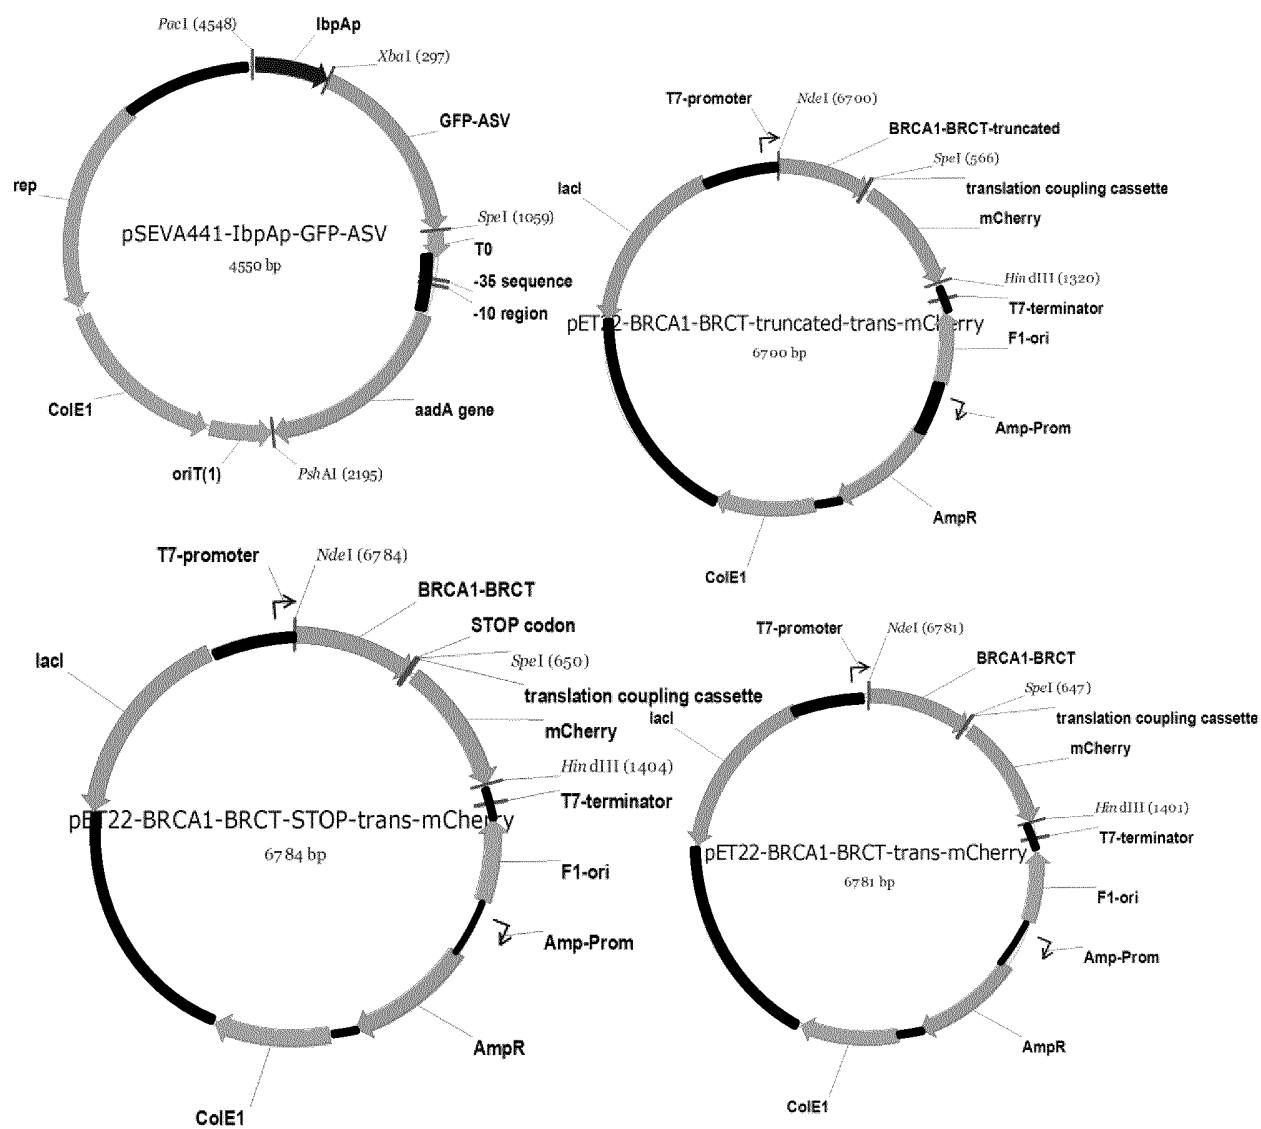 PacI (4548)
IbpAp
XbaI (297)
GFP-ASV
rep
SpeI (1059)
pSEVA441-IbpAp-GFP-ASV
4550 bp
T0
-35 sequence
-10 region
ColE1
aadA gene
oriT(1)
PshAI (2195)
T7-promoter
NdeI (6700)
BRCA1-BRCT-truncated
SpeI (566)
lacI
translation coupling cassette
mCherry
HindIII (1320)
T7-terminator
pET22-BRCA1-BRCT-truncated-trans-mCherry
6700 bp
F1-ori
Amp-Prom
AmpR
ColE1
T7-promoter
NdeI (6784)
BRCA1-BRCT
STOP codon
lacI
SpeI (650)
translation coupling cassette
mCherry
HindIII (1404)
T7-terminator
pET22-BRCA1-BRCT-STOP-trans-mCherry
6784 bp
F1-ori
Amp-Prom
AmpR
ColE1
T7-promoter
NdeI (6781)
BRCA1-BRCT
SpeI (647)
lacI
translation coupling cassette
mCherry
HindIII (1401)
T7-terminator
pET22-BRCA1-BRCT-trans-mCherry
6781 bp
F1-ori
Amp-Prom
AmpR
ColE1